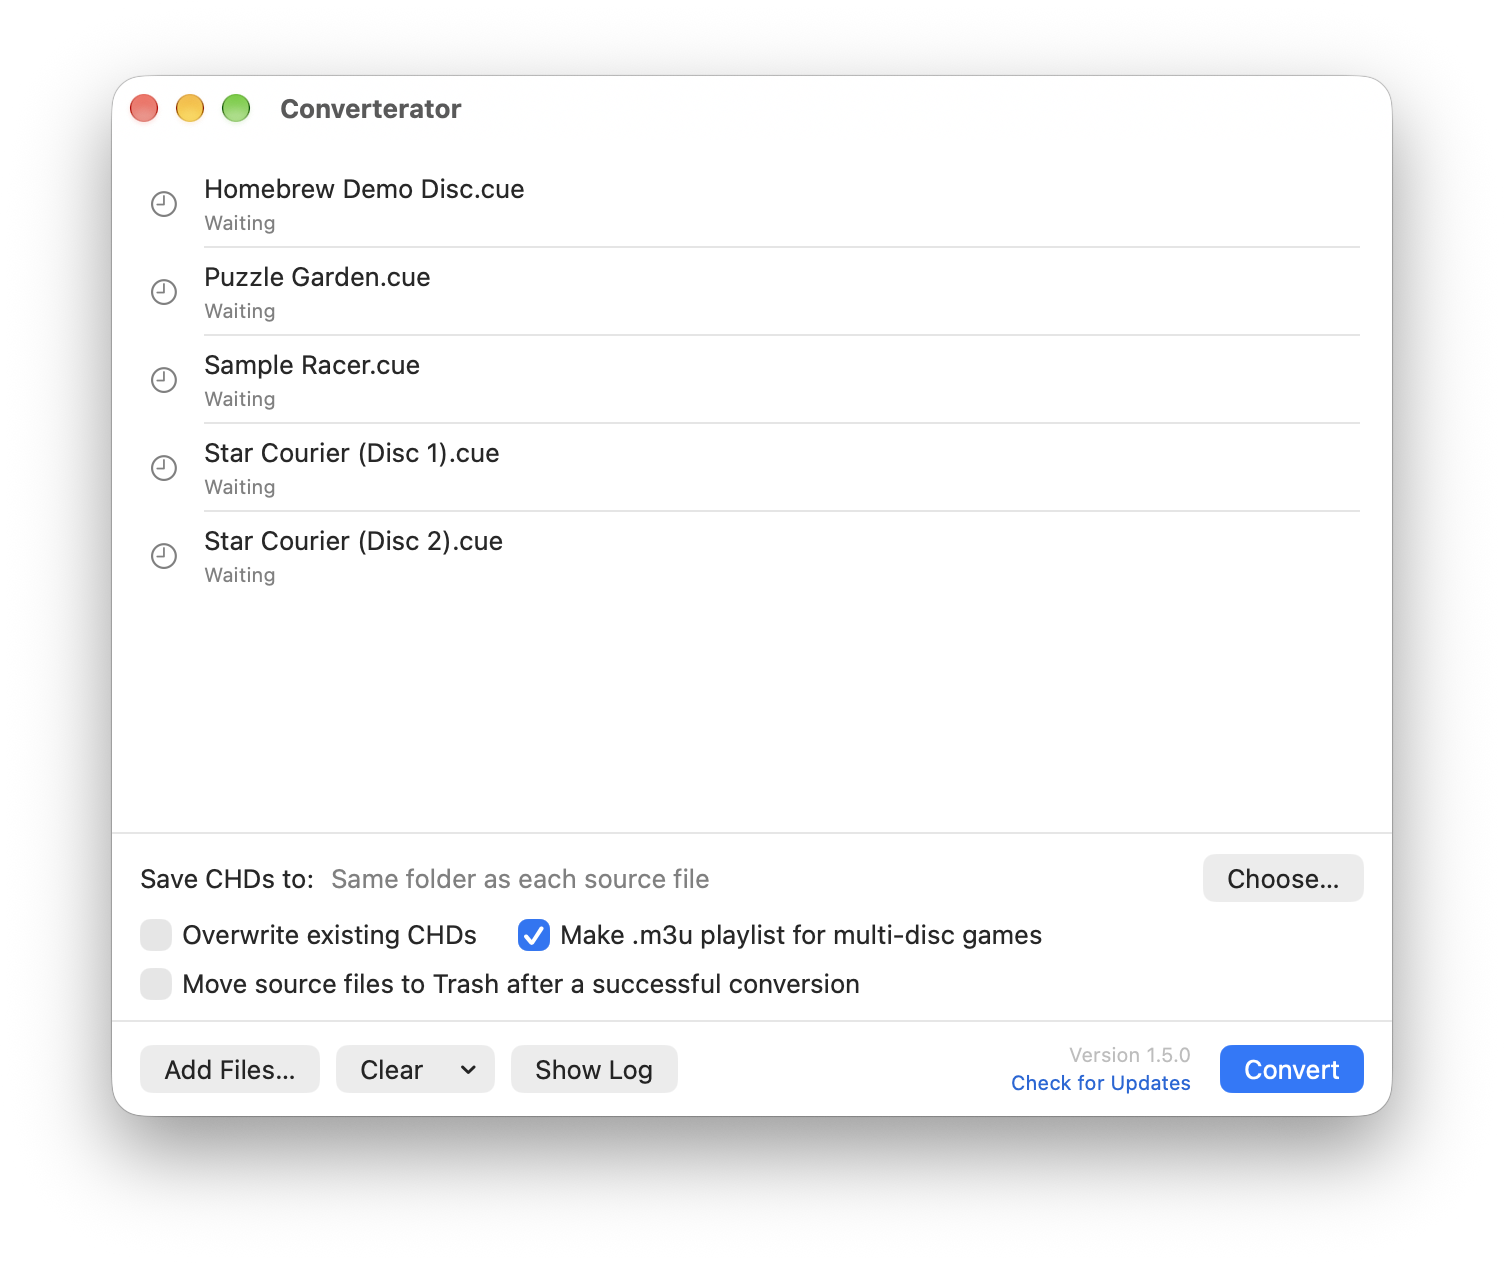 Converterator
Homebrew Demo Disc.cue
Waiting
Puzzle Garden.cue
Waiting
Sample Racer.cue
Waiting
Star Courier (Disc 1).cue
Waiting
Star Courier (Disc 2).cue
Waiting
Save CHDs to: Same folder as each source file Choose...
Overwrite existing CHDs Make .m3u playlist for multi-disc games
Move source files to Trash after a successful conversion
Add Files... Clear Show Log Version 1.5.0 Convert
Check for Updates